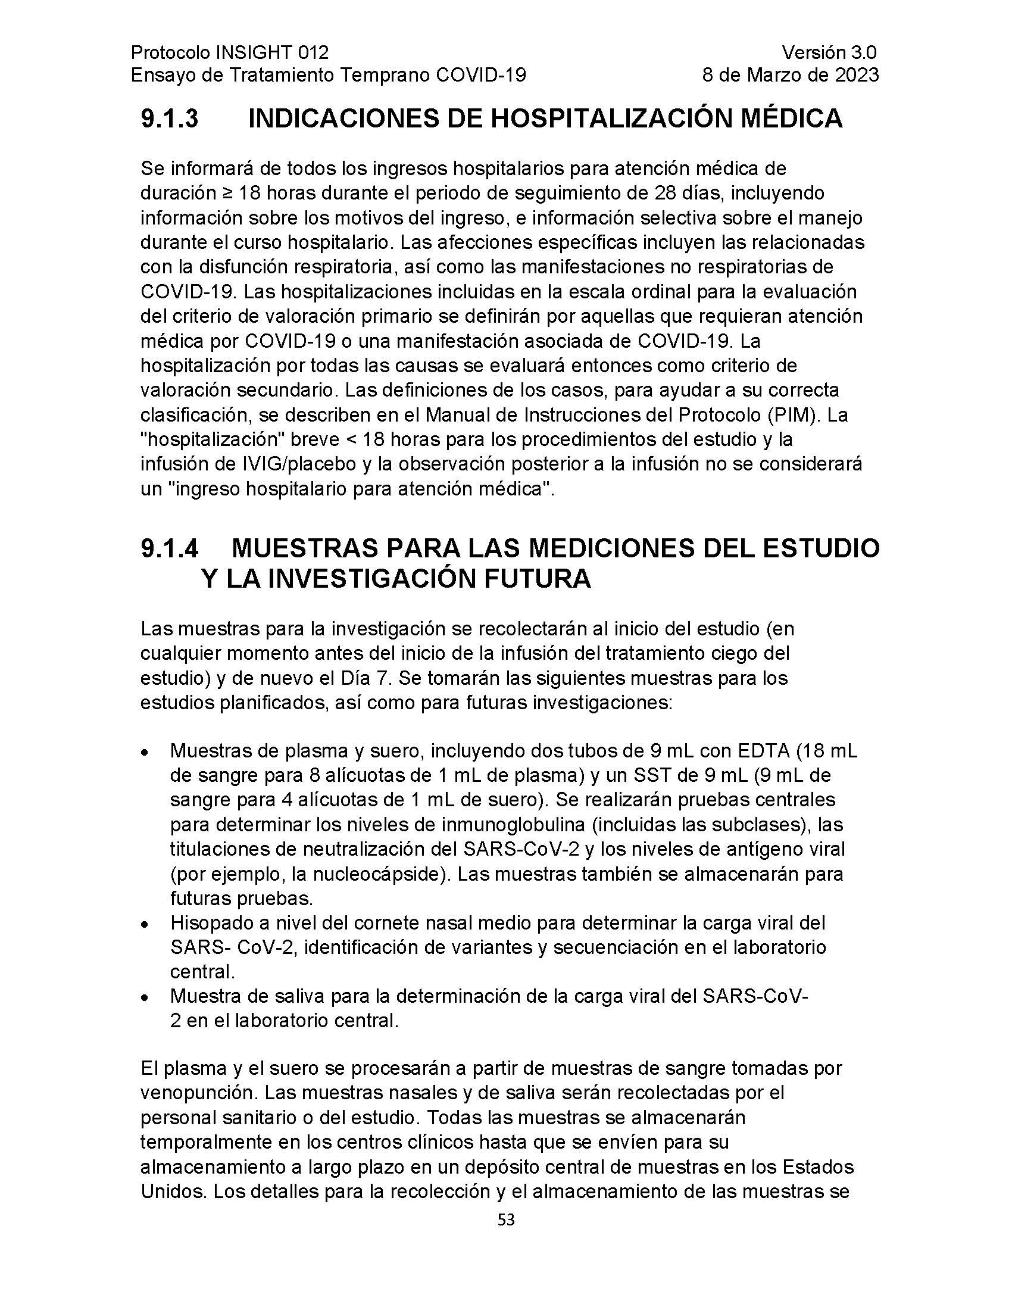 Protocolo INSIGHT 012 Versión 3.0
Ensayo de Tratamiento Temprano COVID-19 8 de Marzo de 2023
9.1.3 INDICACIONES DE HOSPITALIZACIÓN MÉDICA
Se informará de todos los ingresos hospitalarios para atención médica de
duración ≥ 18 horas durante el periodo de seguimiento de 28 días, incluyendo
información sobre los motivos del ingreso, e información selectiva sobre el manejo
durante el curso hospitalario. Las afecciones específicas incluyen las relacionadas
con la disfunción respiratoria, así como las manifestaciones no respiratorias de
COVID-19. Las hospitalizaciones incluidas en la escala ordinal para la evaluación
del criterio de valoración primario se definirán por aquellas que requieran atención
médica por COVID-19 o una manifestación asociada de COVID-19. La
hospitalización por todas las causas se evaluará entonces como criterio de
valoración secundario. Las definiciones de los casos, para ayudar a su correcta
clasificación, se describen en el Manual de Instrucciones del Protocolo (PIM). La
"hospitalización" breve < 18 horas para los procedimientos del estudio y la
infusión de IVIG/placebo y la observación posterior a la infusión no se considerará
un "ingreso hospitalario para atención médica".
9.1.4 MUESTRAS PARA LAS MEDICIONES DEL ESTUDIO
Y LA INVESTIGACIÓN FUTURA
Las muestras para la investigación se recolectarán al inicio del estudio (en
cualquier momento antes del inicio de la infusión del tratamiento ciego del
estudio) y de nuevo el Día 7. Se tomarán las siguientes muestras para los
estudios planificados, así como para futuras investigaciones:
• Muestras de plasma y suero, incluyendo dos tubos de 9 mL con EDTA (18 mL
de sangre para 8 alícuotas de 1 mL de plasma) y un SST de 9 mL (9 mL de
sangre para 4 alícuotas de 1 mL de suero). Se realizarán pruebas centrales
para determinar los niveles de inmunoglobulina (incluidas las subclases), las
titulaciones de neutralización del SARS-CoV-2 y los niveles de antígeno viral
(por ejemplo, la nucleocápside). Las muestras también se almacenarán para
futuras pruebas.
• Hisopado a nivel del cornete nasal medio para determinar la carga viral del
SARS- CoV-2, identificación de variantes y secuenciación en el laboratorio
central.
• Muestra de saliva para la determinación de la carga viral del SARS-CoV-
2 en el laboratorio central.
El plasma y el suero se procesarán a partir de muestras de sangre tomadas por
venopunción. Las muestras nasales y de saliva serán recolectadas por el
personal sanitario o del estudio. Todas las muestras se almacenarán
temporalmente en los centros clínicos hasta que se envíen para su
almacenamiento a largo plazo en un depósito central de muestras en los Estados
Unidos. Los detalles para la recolección y el almacenamiento de las muestras se
53